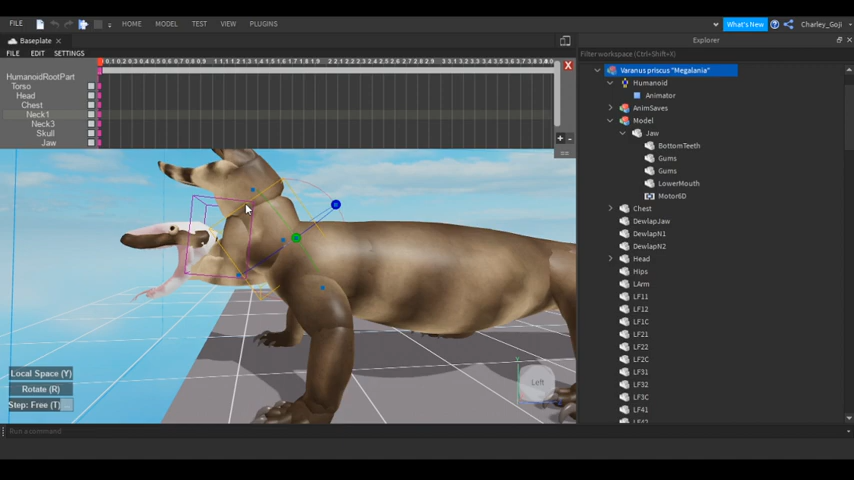 FILE HOME MODEL TEST VIEW PLUGINS What's New Charley_Goji
Baseplate Explorer
FILE EDIT SETTINGS Filter workspace (Ctrl+Shift+X)
HumanoidRootPart
Torso
Head
Chest
Neck1
Neck3
Skull
Jaw
Local Space (Y)
Rotate (R)
Step: Free (T) ...
Y
Left
Run a command
Varanus priscus "Megalania"
Humanoid
Animator
AnimSaves
Model
Jaw
BottomTeeth
Gums
Gums
LowerMouth
Motor6D
Chest
DewlapJaw
DewlapN1
DewlapN2
Head
Hips
LArm
LF11
LF12
LF1C
LF21
LF22
LF2C
LF31
LF32
LF3C
LF41
LF42